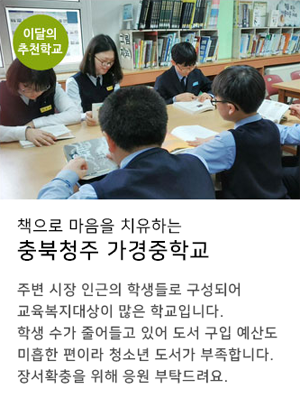 이달의
추천학교
책으로 마음을 치유하는
충북청주 가경중학교
주변 시장 인근의 학생들로 구성되어
교육복지대상이 많은 학교입니다.
학생 수가 줄어들고 있어 도서 구입 예산도
미흡한 편이라 청소년 도서가 부족합니다.
장서확충을 위해 응원 부탁드려요.